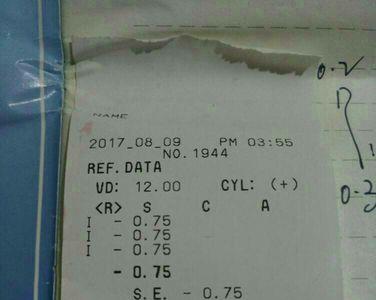 0.2
NAME
2017_08_09 PM 03:55
NO. 1944
REF. DATA
VD: 12.00 CYL: (+)
<R> S C A
I - 0.75
I - 0.75
I - 0.75
- 0.75
S.E. - 0.75
0.2